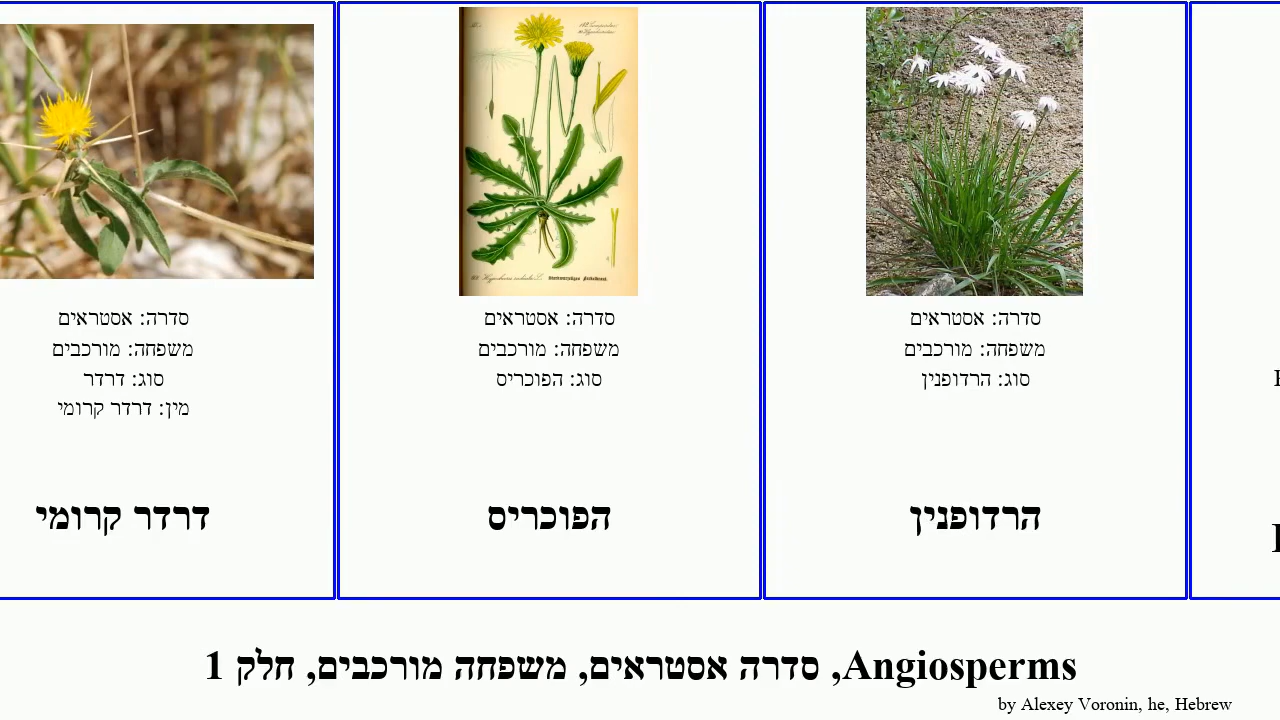 סדרה: אסטראים
משפחה: מורכבים
סוג: דרדר
מין: דרדר קרומי
דרדר קרומי
סדרה: אסטראים
משפחה: מורכבים
סוג: הפוכריס
הפוכריס
סדרה: אסטראים
משפחה: מורכבים
סוג: הרדופנין
הרדופנין
Angiosperms, סדרה אסטראים, משפחה מורכבים, חלק 1
by Alexey Voronin, he, Hebrew